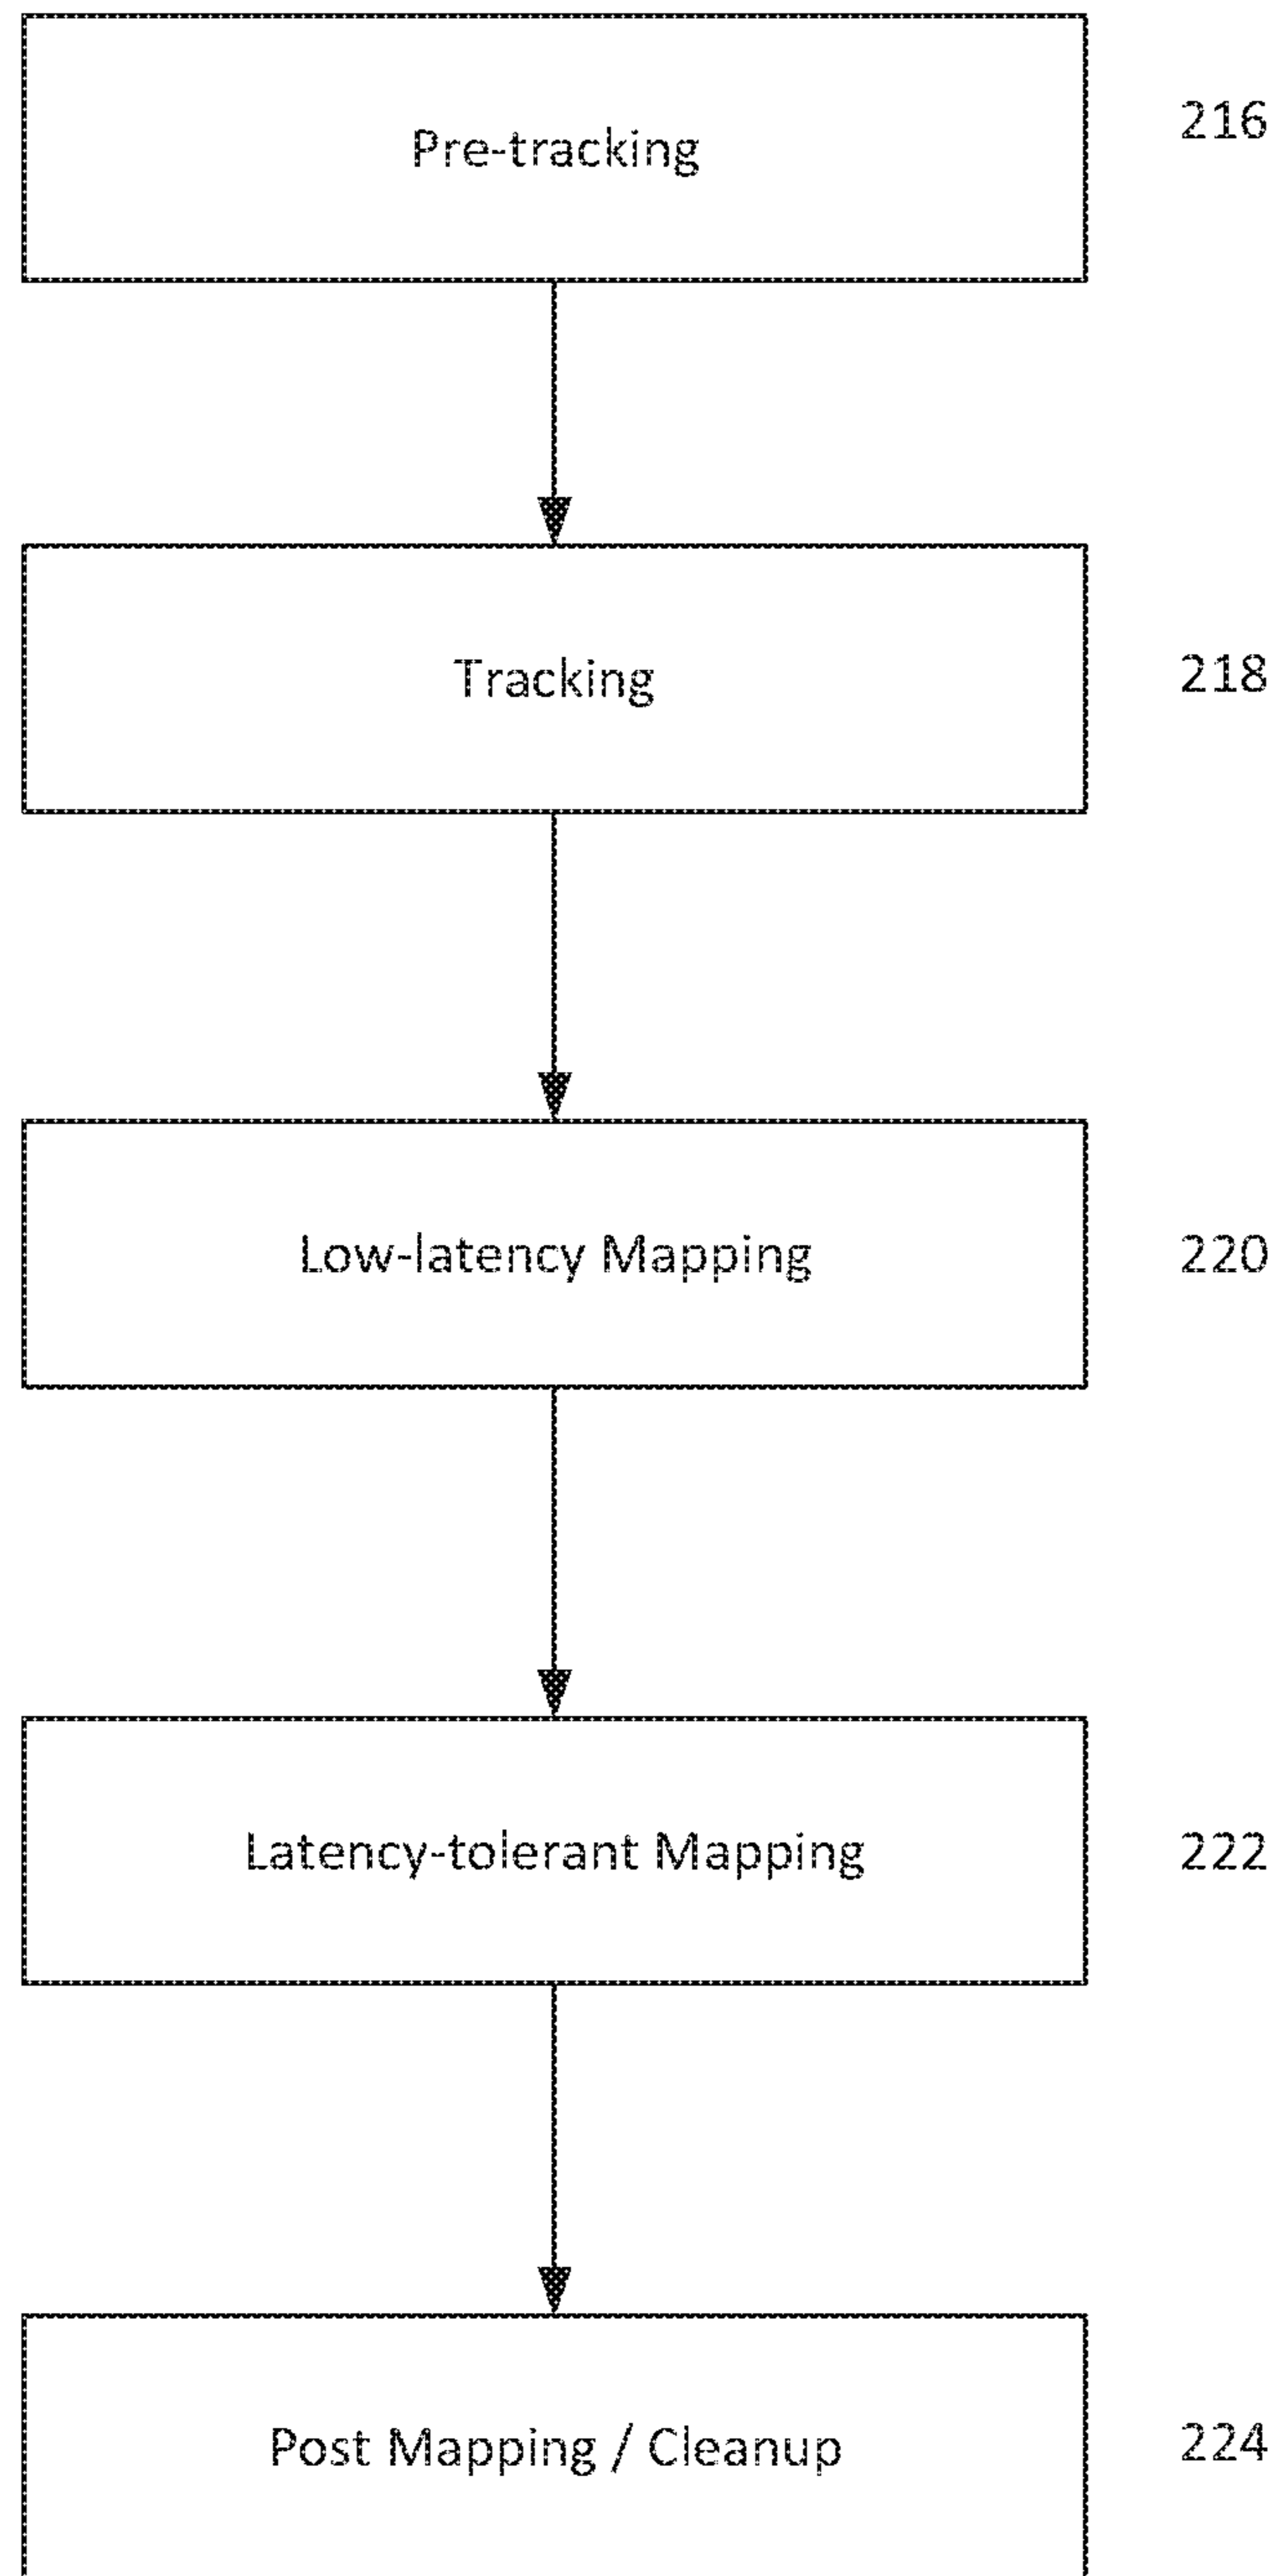 Pre-tracking
216
Tracking
218
Low-latency Mapping
220
Latency-tolerant Mapping
222
Post Mapping / Cleanup
224